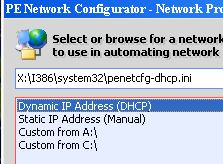 PE Network Configurator - Network Pro
Select or browse for a network
to use in automating network
X:\I386\system32\penetcfg-dhcp.ini
Dynamic IP Address (DHCP)
Static IP Address (Manual)
Custom from A:\
Custom from C:\